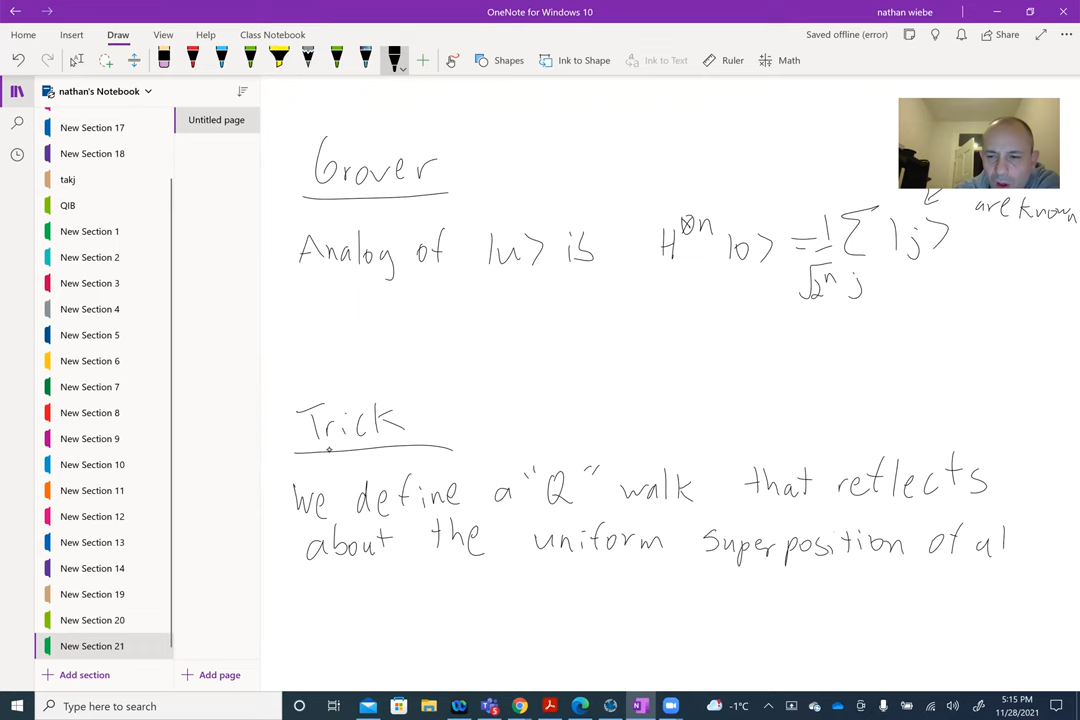 OneNote for Windows 10
nathan wiebe
Home Insert Draw View Help Class Notebook
Saved offline (error)
Share
Shapes
Ink to Shape
Ink to Text
Ruler
Math
nathan's Notebook
Untitled page
New Section 17
New Section 18
takj
QIB
New Section 1
New Section 2
New Section 3
New Section 4
New Section 5
New Section 6
New Section 7
New Section 8
New Section 9
New Section 10
New Section 11
New Section 12
New Section 13
New Section 14
New Section 19
New Section 20
New Section 21
Add section
Add page
Grover
are known
Analog of |u> is H^⊗n |0> = 1/√2^n Σ_j |j>
Trick
We define a "Q" walk that reflects
about the uniform superposition of al
Type here to search
-1°C
5:15 PM
11/28/2021